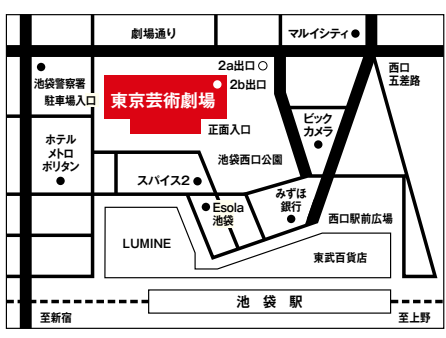 劇場通り
マルイシティ
2a出口
西口
五差路
池袋警察署
駐車場入口
東京芸術劇場
2b出口
正面入口
ビック
カメラ
ホテル
メトロ
ポリタン
池袋西口公園
スパイス2
みずほ
銀行
Esola
池袋
西口駅前広場
LUMINE
東武百貨店
池袋駅
至新宿
至上野